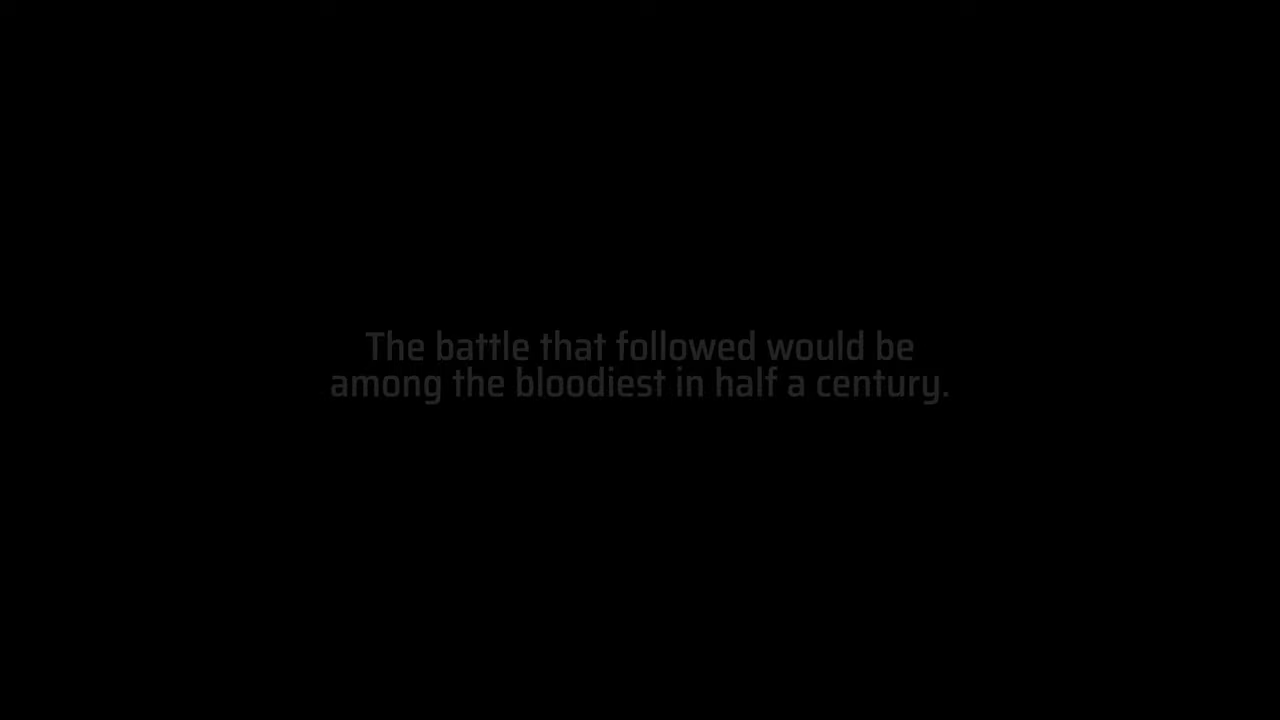 The battle that followed would be
among the bloodiest in half a century.